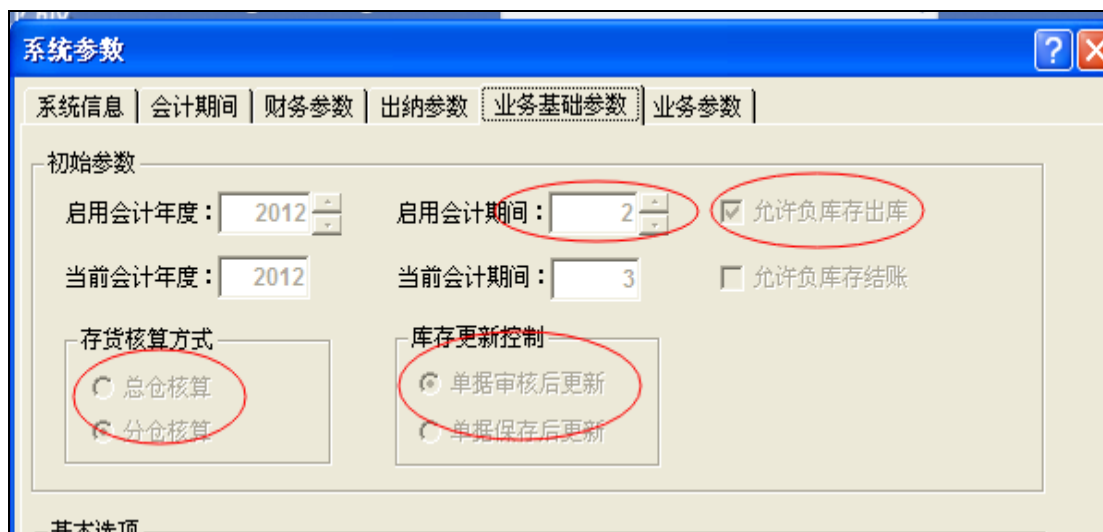 系统参数
系统信息 会计期间 财务参数 出纳参数 业务基础参数 业务参数
初始参数
启用会计年度： 2012 启用会计期间： 2 允许负库存出库
当前会计年度： 2012 当前会计期间： 3 允许负库存结账
存货核算方式 库存更新控制
总仓核算 单据审核后更新
分仓核算 单据保存后更新
基本选项